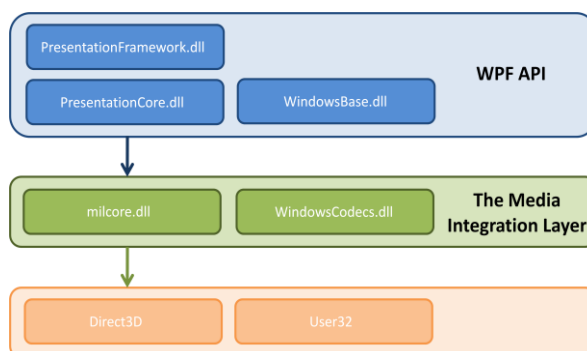 PresentationFramework.dll
WPF API
PresentationCore.dll
WindowsBase.dll
milcore.dll
WindowsCodecs.dll
The Media
Integration Layer
Direct3D
User32